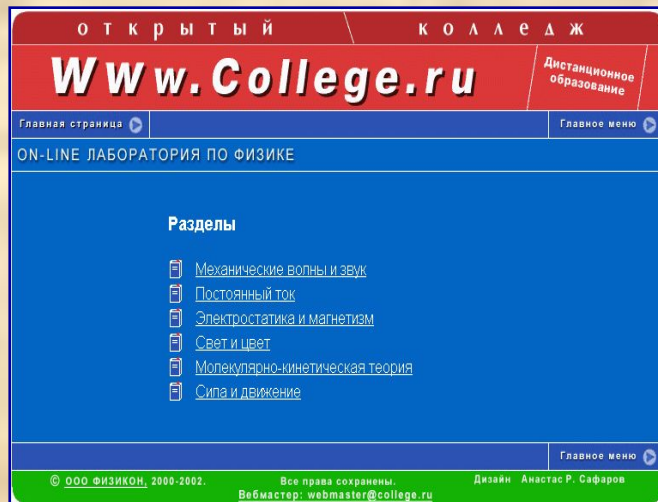 открытый колледж
Www.College.ru
Дистанционное
образование
Главная страница
Главное меню
ON-LINE ЛАБОРАТОРИЯ ПО ФИЗИКЕ
Разделы
Механические волны и звук
Постоянный ток
Электростатика и магнетизм
Свет и цвет
Молекулярно-кинетическая теория
Сила и движение
Главное меню
© ООО ФИЗИКОН, 2000-2002.
Все права сохранены.
Вебмастер: webmaster@college.ru
Дизайн Анастас Р. Сафаров